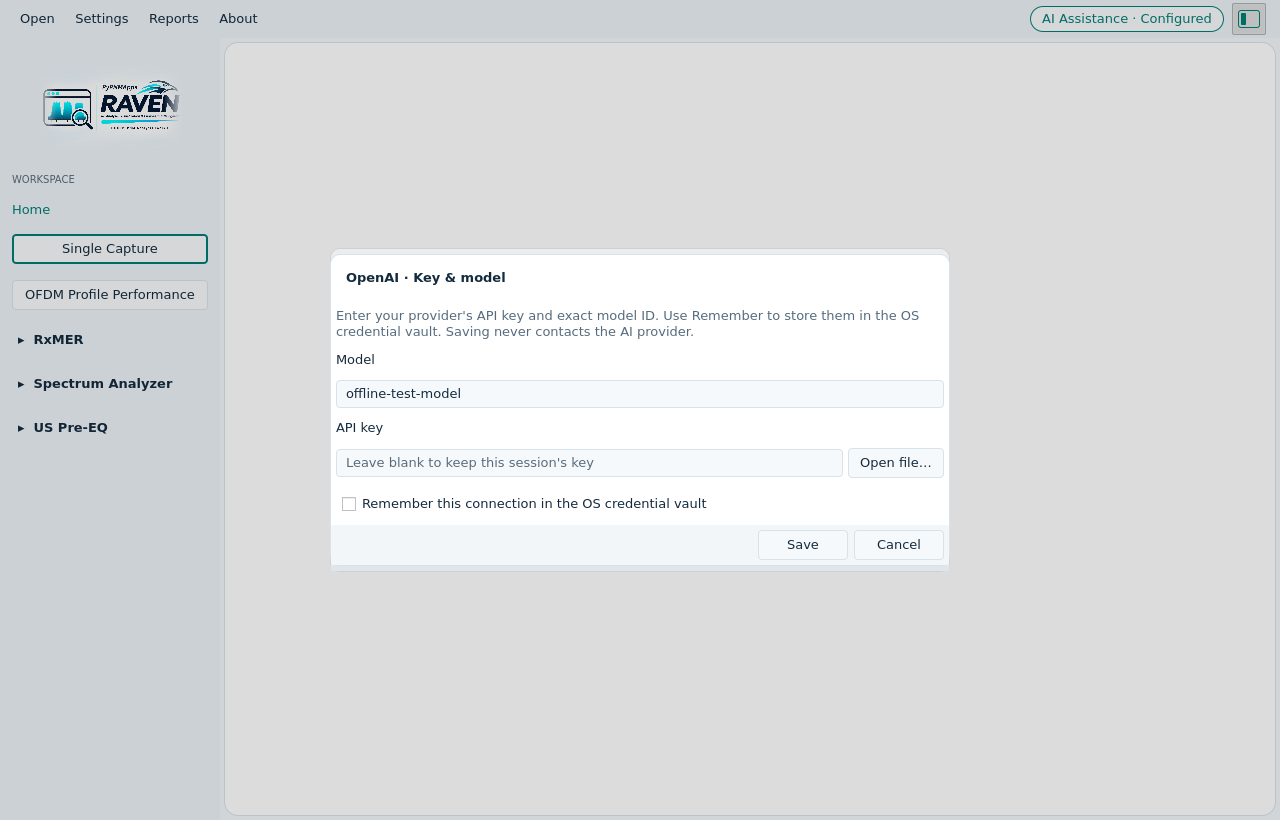 Open Settings Reports About
AI Assistance · Configured
PyPNMApps
RAVEN
WORKSPACE
Home
Single Capture
OFDM Profile Performance
▸ RxMER
▸ Spectrum Analyzer
▸ US Pre-EQ
OpenAI · Key & model
Enter your provider's API key and exact model ID. Use Remember to store them in the OS
credential vault. Saving never contacts the AI provider.
Model
offline-test-model
API key
Leave blank to keep this session's key
Open file...
Remember this connection in the OS credential vault
Save
Cancel